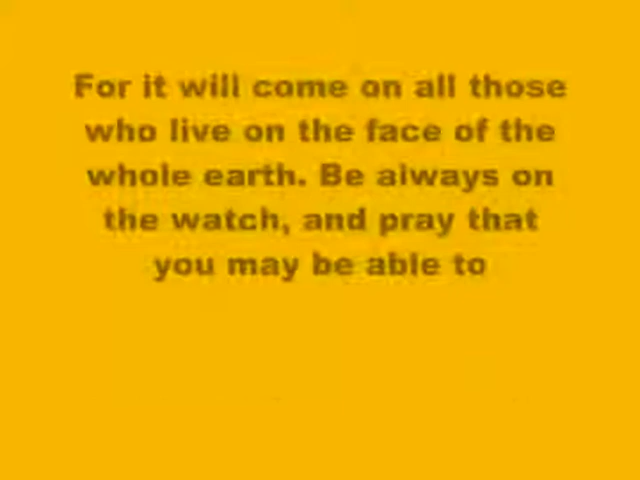 For it will come on all those
who live on the face of the
whole earth. Be always on
the watch, and pray that
you may be able to